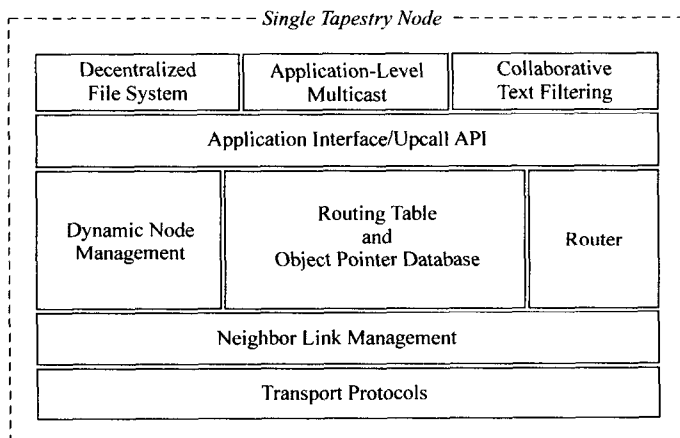 Single Tapestry Node
Decentralized
File System
Application-Level
Multicast
Collaborative
Text Filtering
Application Interface/Upcall API
Dynamic Node
Management
Routing Table
and
Object Pointer Database
Router
Neighbor Link Management
Transport Protocols